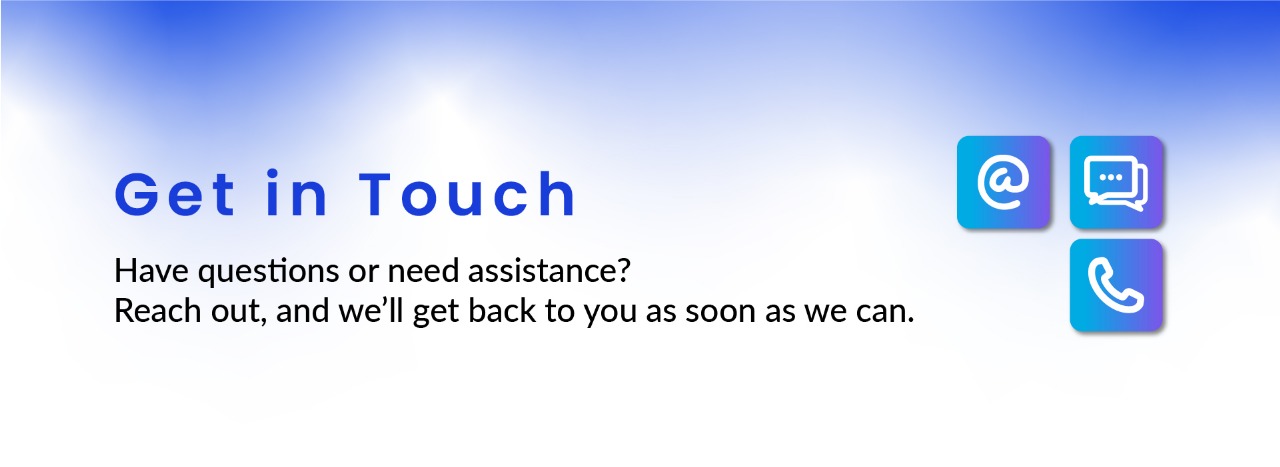 Get in Touch
Have questions or need assistance?
Reach out, and we’ll get back to you as soon as we can.